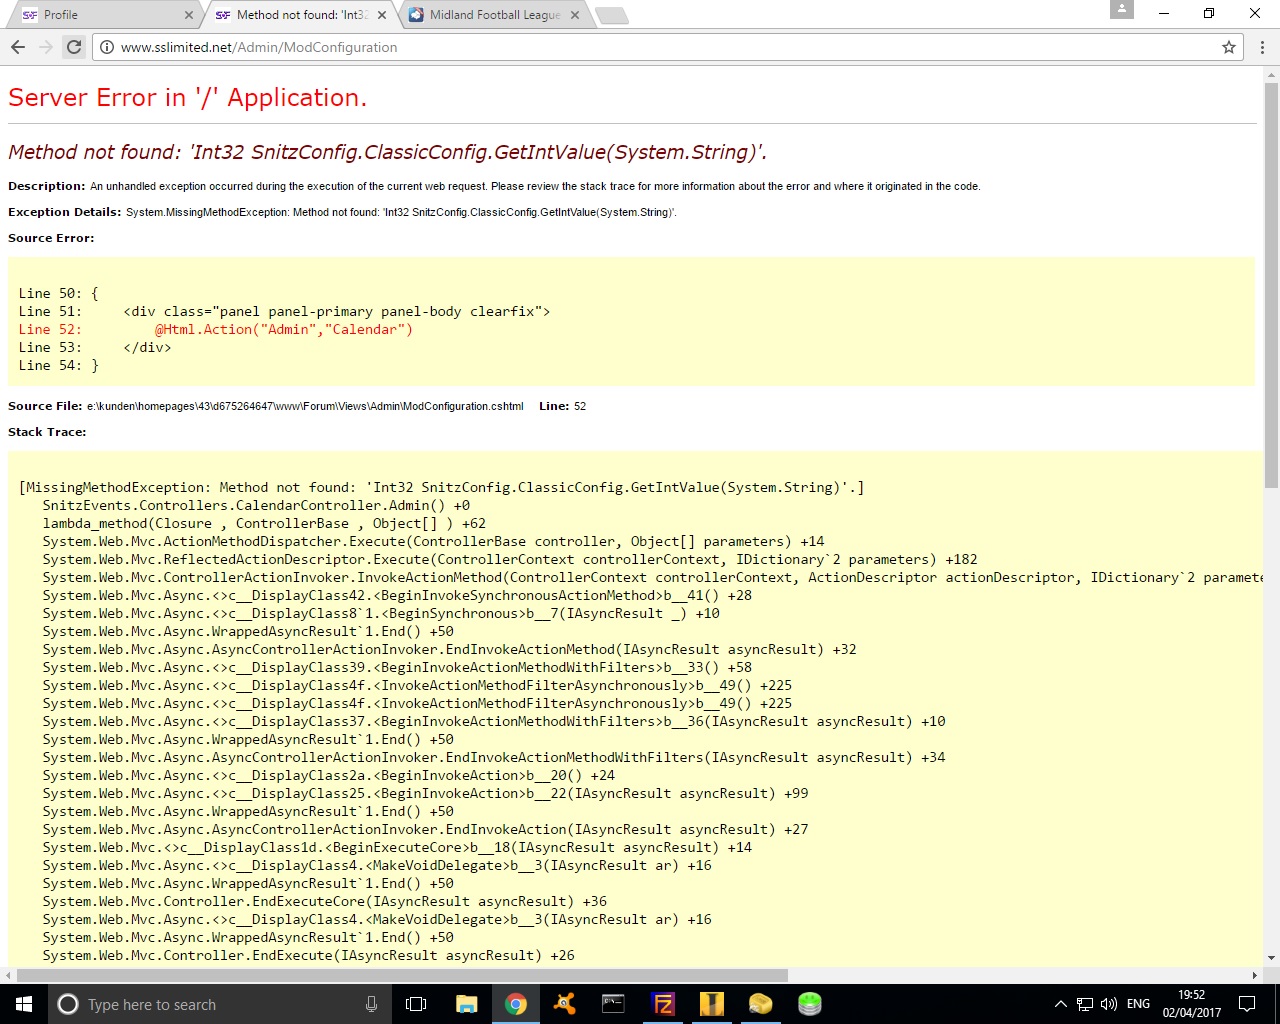 Profile
Method not found: 'Int32
Midland Football League
www.sslimited.net/Admin/ModConfiguration
Server Error in '/' Application.
Method not found: 'Int32 SnitzConfig.ClassicConfig.GetIntValue(System.String)'.
Description: An unhandled exception occurred during the execution of the current web request. Please review the stack trace for more information about the error and where it originated in the code.
Exception Details: System.MissingMethodException: Method not found: 'Int32 SnitzConfig.ClassicConfig.GetIntValue(System.String)'.
Source Error:
Line 50: {
Line 51:     <div class="panel panel-primary panel-body clearfix">
Line 52:         @Html.Action("Admin","Calendar")
Line 53:     </div>
Line 54: }
Source File: e:\kunden\homepages\43\d675264647\www\Forum\Views\Admin\ModConfiguration.cshtml    Line: 52
Stack Trace:
[MissingMethodException: Method not found: 'Int32 SnitzConfig.ClassicConfig.GetIntValue(System.String)'.]
SnitzEvents.Controllers.CalendarController.Admin() +0
lambda_method(Closure , ControllerBase , Object[] ) +62
System.Web.Mvc.ActionMethodDispatcher.Execute(ControllerBase controller, Object[] parameters) +14
System.Web.Mvc.ReflectedActionDescriptor.Execute(ControllerContext controllerContext, IDictionary`2 parameters) +182
System.Web.Mvc.ControllerActionInvoker.InvokeActionMethod(ControllerContext controllerContext, ActionDescriptor actionDescriptor, IDictionary`2 paramete
System.Web.Mvc.Async.<>c__DisplayClass42.<BeginInvokeSynchronousActionMethod>b__41() +28
System.Web.Mvc.Async.<>c__DisplayClass8`1.<BeginSynchronous>b__7(IAsyncResult _) +10
System.Web.Mvc.Async.WrappedAsyncResult`1.End() +50
System.Web.Mvc.Async.AsyncControllerActionInvoker.EndInvokeActionMethod(IAsyncResult asyncResult) +32
System.Web.Mvc.Async.<>c__DisplayClass39.<BeginInvokeActionMethodWithFilters>b__33() +58
System.Web.Mvc.Async.<>c__DisplayClass4f.<InvokeActionMethodFilterAsynchronously>b__49() +225
System.Web.Mvc.Async.<>c__DisplayClass4f.<InvokeActionMethodFilterAsynchronously>b__49() +225
System.Web.Mvc.Async.<>c__DisplayClass37.<BeginInvokeActionMethodWithFilters>b__36(IAsyncResult asyncResult) +10
System.Web.Mvc.Async.WrappedAsyncResult`1.End() +50
System.Web.Mvc.Async.AsyncControllerActionInvoker.EndInvokeActionMethodWithFilters(IAsyncResult asyncResult) +34
System.Web.Mvc.Async.<>c__DisplayClass2a.<BeginInvokeAction>b__20() +24
System.Web.Mvc.Async.<>c__DisplayClass25.<BeginInvokeAction>b__22(IAsyncResult asyncResult) +99
System.Web.Mvc.Async.WrappedAsyncResult`1.End() +50
System.Web.Mvc.Async.AsyncControllerActionInvoker.EndInvokeAction(IAsyncResult asyncResult) +27
System.Web.Mvc.<>c__DisplayClass1d.<BeginExecuteCore>b__18(IAsyncResult asyncResult) +14
System.Web.Mvc.Async.<>c__DisplayClass4.<MakeVoidDelegate>b__3(IAsyncResult ar) +16
System.Web.Mvc.Async.WrappedAsyncResult`1.End() +50
System.Web.Mvc.Controller.EndExecuteCore(IAsyncResult asyncResult) +36
System.Web.Mvc.Async.<>c__DisplayClass4.<MakeVoidDelegate>b__3(IAsyncResult ar) +16
System.Web.Mvc.Async.WrappedAsyncResult`1.End() +50
System.Web.Mvc.Controller.EndExecute(IAsyncResult asyncResult) +26
Type here to search
ENG
19:52
02/04/2017